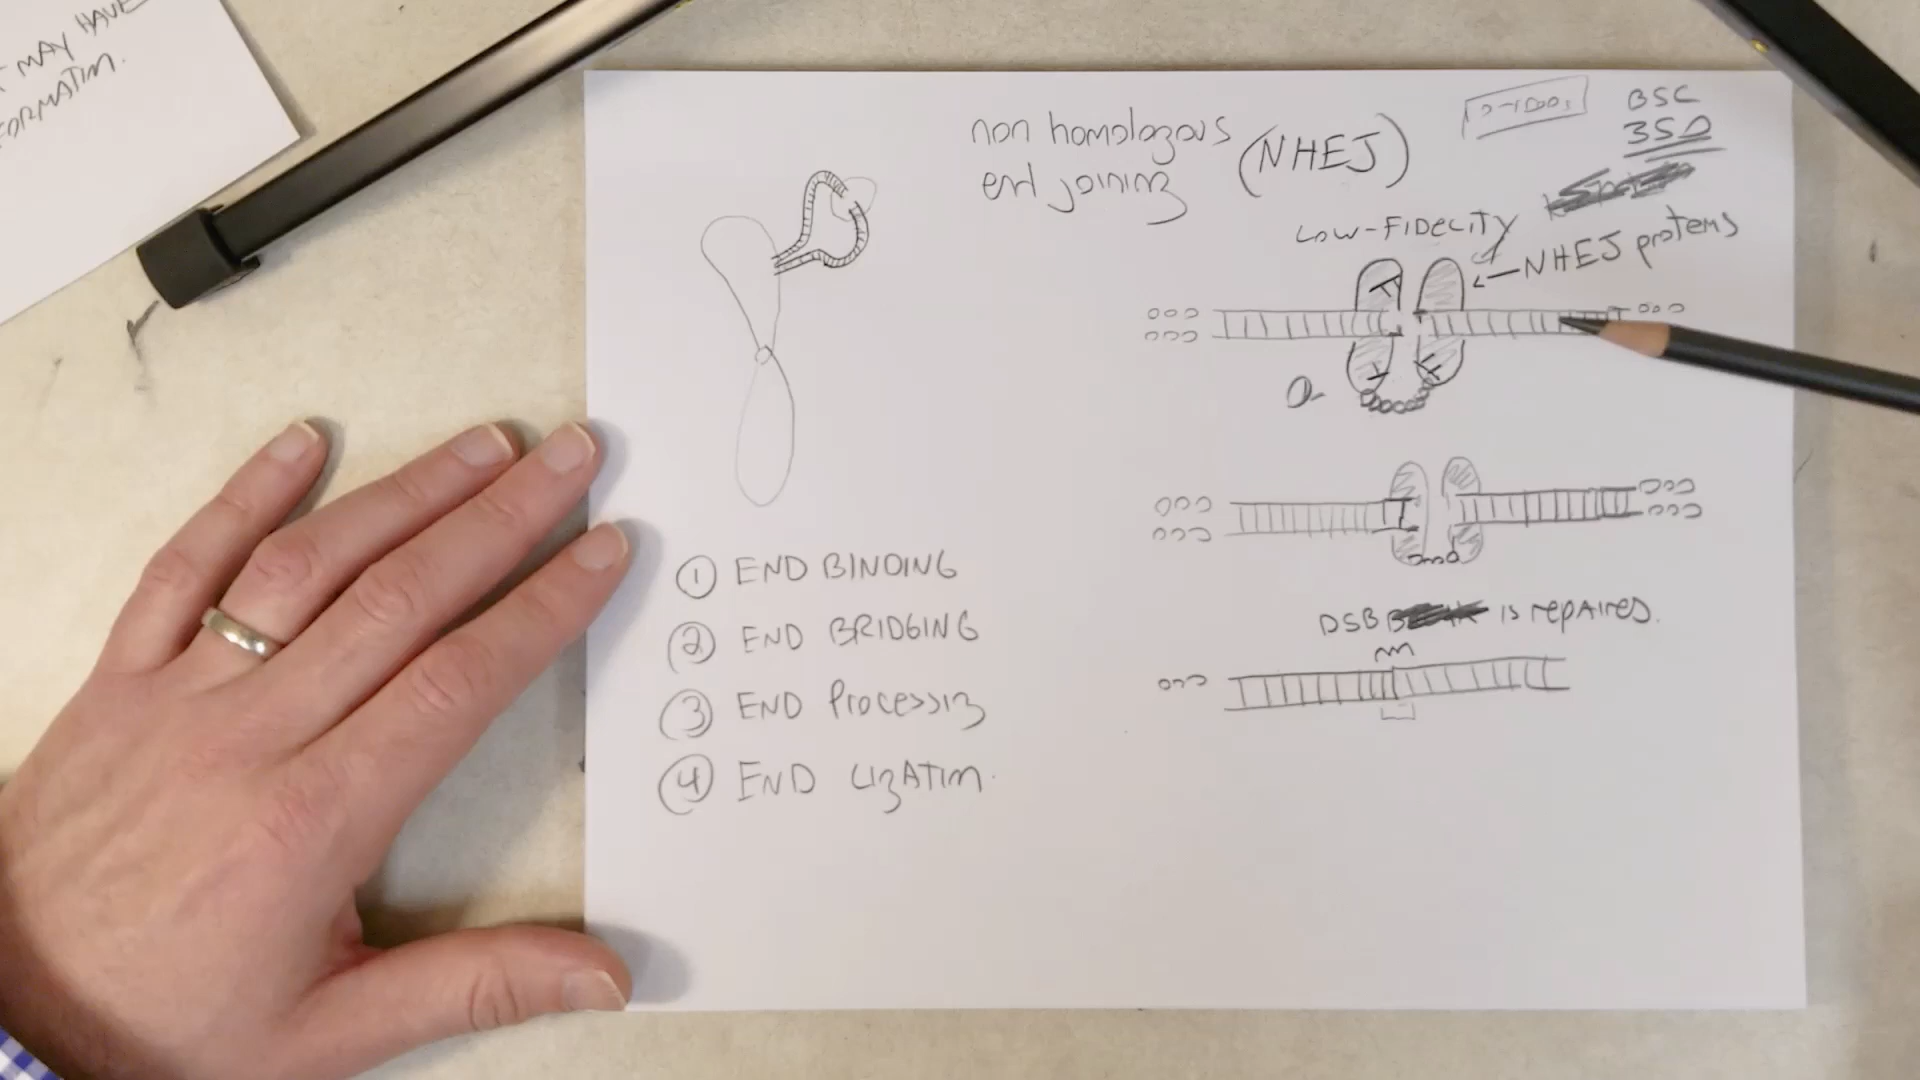 MAY HAVE
non homologous
end joining
(NHEJ)
BSC
350
LOW-FIDELITY
NHEJ proteins
① END BINDING
② END BRIDGING
③ END Processing
④ END Ligation.
DSB is repaired.